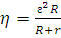 η = ε²R / (R + r)